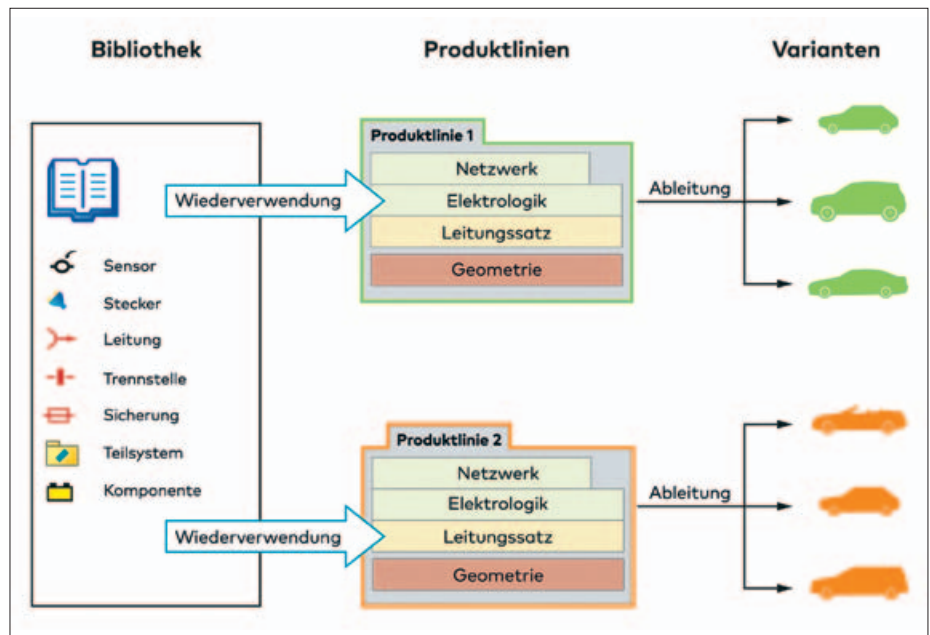 Bibliothek
Produktlinien
Varianten
Wiederverwendung
Sensor
Stecker
Leitung
Trennstelle
Sicherung
Teilsystem
Komponente
Wiederverwendung
Produktlinie 1
Netzwerk
Elektrologik
Leitungssatz
Geometrie
Ableitung
Produktlinie 2
Netzwerk
Elektrologik
Leitungssatz
Geometrie
Ableitung